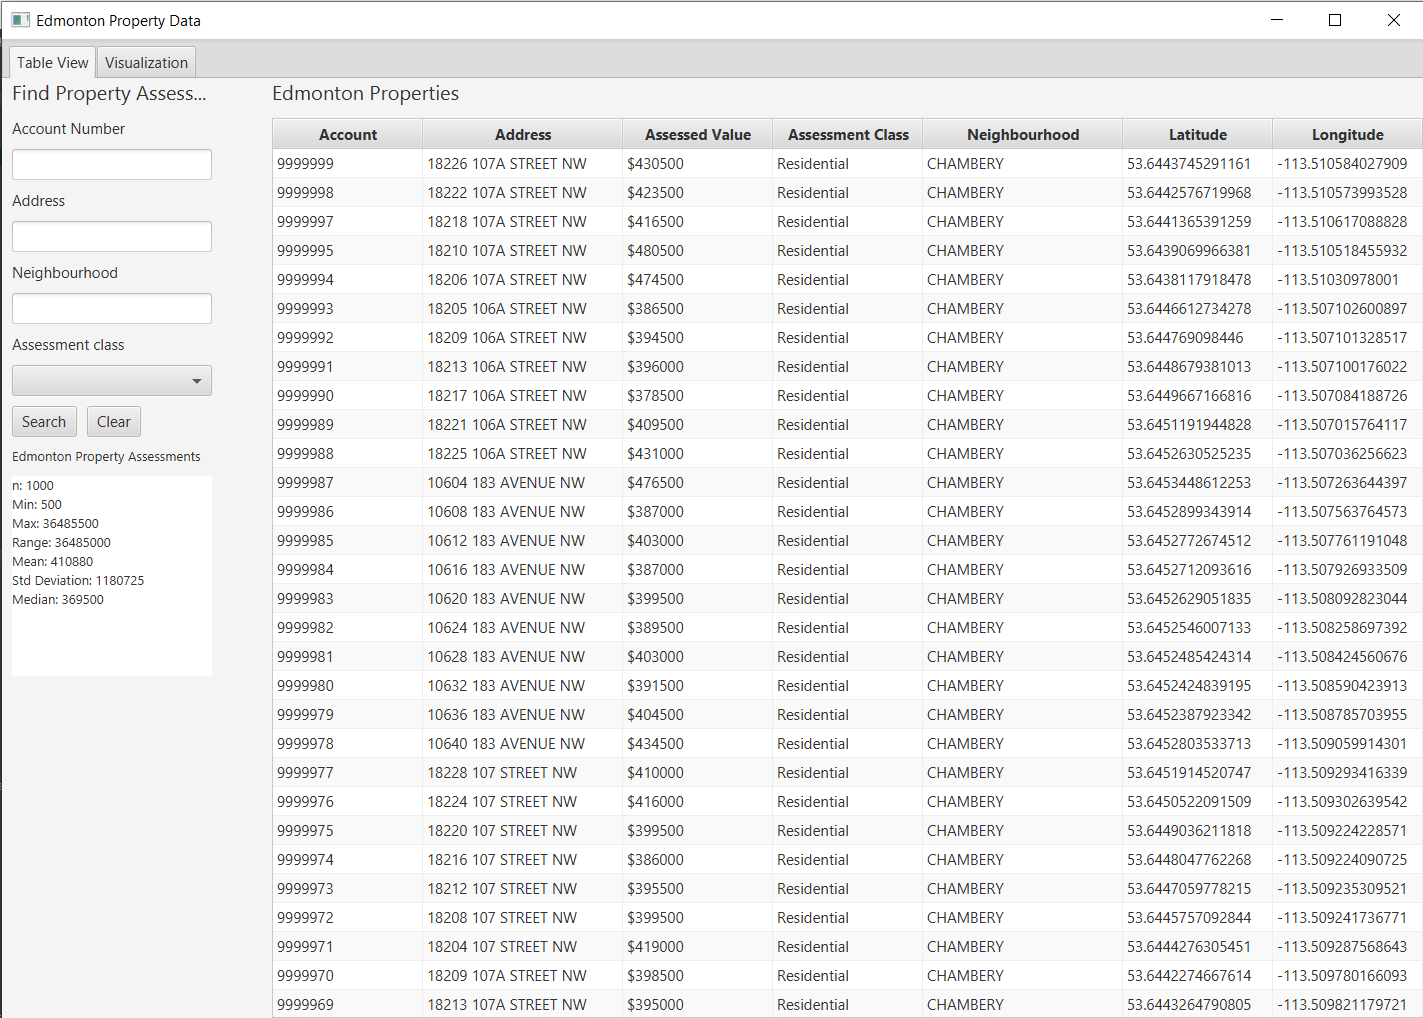 Edmonton Property Data
Table View Visualization
Find Property Assess...
Account Number
Address
Neighbourhood
Assessment class
Search Clear
Edmonton Property Assessments
n: 1000
Min: 500
Max: 36485500
Range: 36485000
Mean: 410880
Std Deviation: 1180725
Median: 369500
Edmonton Properties
Account Address Assessed Value Assessment Class Neighbourhood Latitude Longitude
9999999 18226 107A STREET NW $430500 Residential CHAMBERY 53.6443745291161 -113.510584027909
9999998 18222 107A STREET NW $423500 Residential CHAMBERY 53.6442576719968 -113.510573993528
9999997 18218 107A STREET NW $416500 Residential CHAMBERY 53.6441365391259 -113.510617088828
9999995 18210 107A STREET NW $480500 Residential CHAMBERY 53.6439069966381 -113.510518455932
9999994 18206 107A STREET NW $474500 Residential CHAMBERY 53.6438117918478 -113.51030978001
9999993 18205 106A STREET NW $386500 Residential CHAMBERY 53.6446612734278 -113.507102600897
9999992 18209 106A STREET NW $394500 Residential CHAMBERY 53.644769098446 -113.507101328517
9999991 18213 106A STREET NW $396000 Residential CHAMBERY 53.6448679381013 -113.507100176022
9999990 18217 106A STREET NW $378500 Residential CHAMBERY 53.6449667166816 -113.507084188726
9999989 18221 106A STREET NW $409500 Residential CHAMBERY 53.6451191944828 -113.507015764117
9999988 18225 106A STREET NW $431000 Residential CHAMBERY 53.6452630525235 -113.507036256623
9999987 10604 183 AVENUE NW $476500 Residential CHAMBERY 53.6453448612253 -113.507263644397
9999986 10608 183 AVENUE NW $387000 Residential CHAMBERY 53.6452899343914 -113.507563764573
9999985 10612 183 AVENUE NW $403000 Residential CHAMBERY 53.6452772674512 -113.507761191048
9999984 10616 183 AVENUE NW $387000 Residential CHAMBERY 53.6452712093616 -113.507926933509
9999983 10620 183 AVENUE NW $399500 Residential CHAMBERY 53.6452629051835 -113.508092823044
9999982 10624 183 AVENUE NW $389500 Residential CHAMBERY 53.6452546007133 -113.508258697392
9999981 10628 183 AVENUE NW $403000 Residential CHAMBERY 53.6452485424314 -113.508424560676
9999980 10632 183 AVENUE NW $391500 Residential CHAMBERY 53.6452424839195 -113.508590423913
9999979 10636 183 AVENUE NW $404500 Residential CHAMBERY 53.6452387923342 -113.508785703955
9999978 10640 183 AVENUE NW $434500 Residential CHAMBERY 53.6452803533713 -113.509059914301
9999977 18228 107 STREET NW $410000 Residential CHAMBERY 53.6451914520747 -113.509293416339
9999976 18224 107 STREET NW $416000 Residential CHAMBERY 53.6450522091509 -113.509302639542
9999975 18220 107 STREET NW $399500 Residential CHAMBERY 53.6449036211818 -113.509224228571
9999974 18216 107 STREET NW $386000 Residential CHAMBERY 53.6448047762268 -113.509224090725
9999973 18212 107 STREET NW $395500 Residential CHAMBERY 53.6447059778215 -113.509235309521
9999972 18208 107 STREET NW $399500 Residential CHAMBERY 53.6445757092844 -113.509241736771
9999971 18204 107 STREET NW $419000 Residential CHAMBERY 53.6444276305451 -113.509287568643
9999970 18209 107A STREET NW $398500 Residential CHAMBERY 53.6442274667614 -113.509780166093
9999969 18213 107A STREET NW $395000 Residential CHAMBERY 53.6443264790805 -113.509821179721